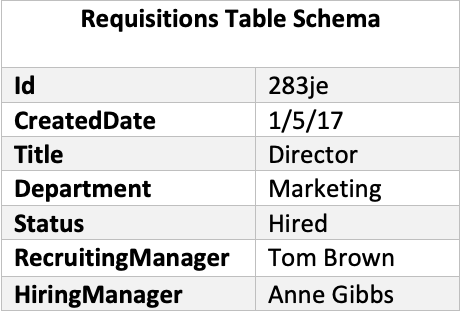 Requisitions Table Schema
Id 283je
CreatedDate 1/5/17
Title Director
Department Marketing
Status Hired
RecruitingManager Tom Brown
HiringManager Anne Gibbs